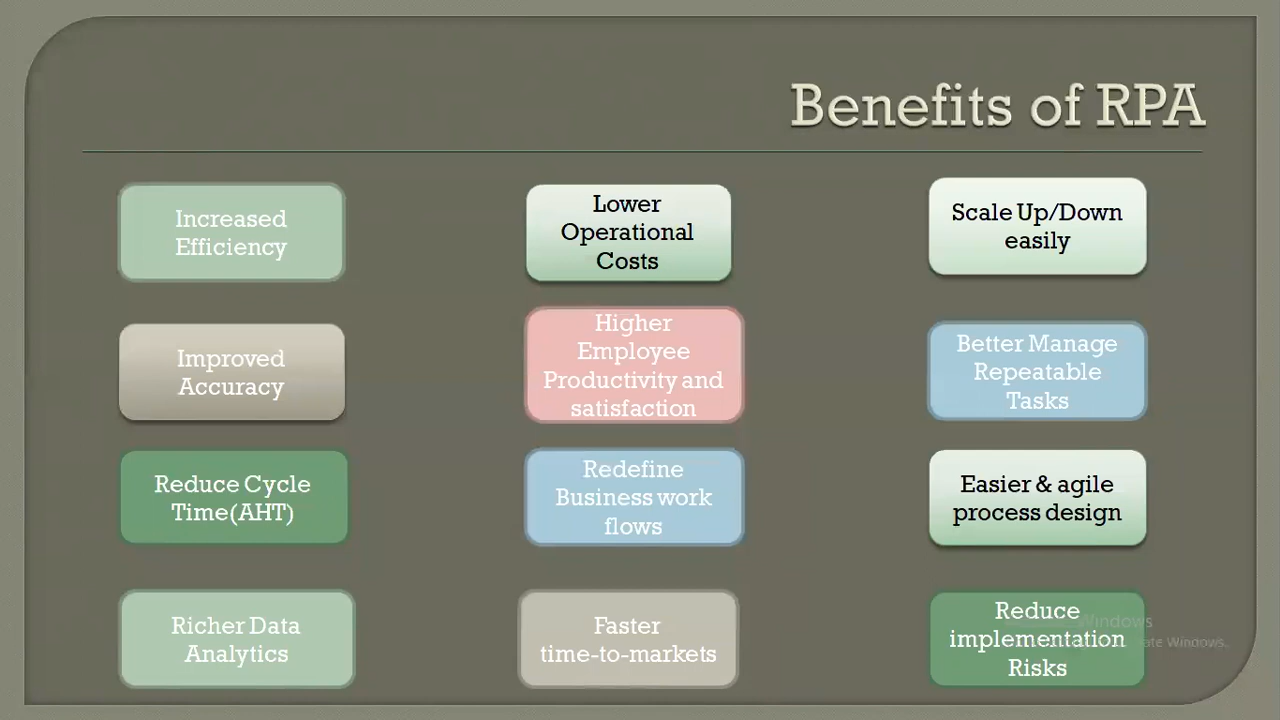 Benefits of RPA
Increased
Efficiency
Lower
Operational
Costs
Scale Up/Down
easily
Improved
Accuracy
Higher
Employee
Productivity and
satisfaction
Better Manage
Repeatable
Tasks
Reduce Cycle
Time(AHT)
Redefine
Business work
flows
Easier & agile
process design
Richer Data
Analytics
Faster
time-to-markets
Reduce
implementation
Risks
Windows
Windows.